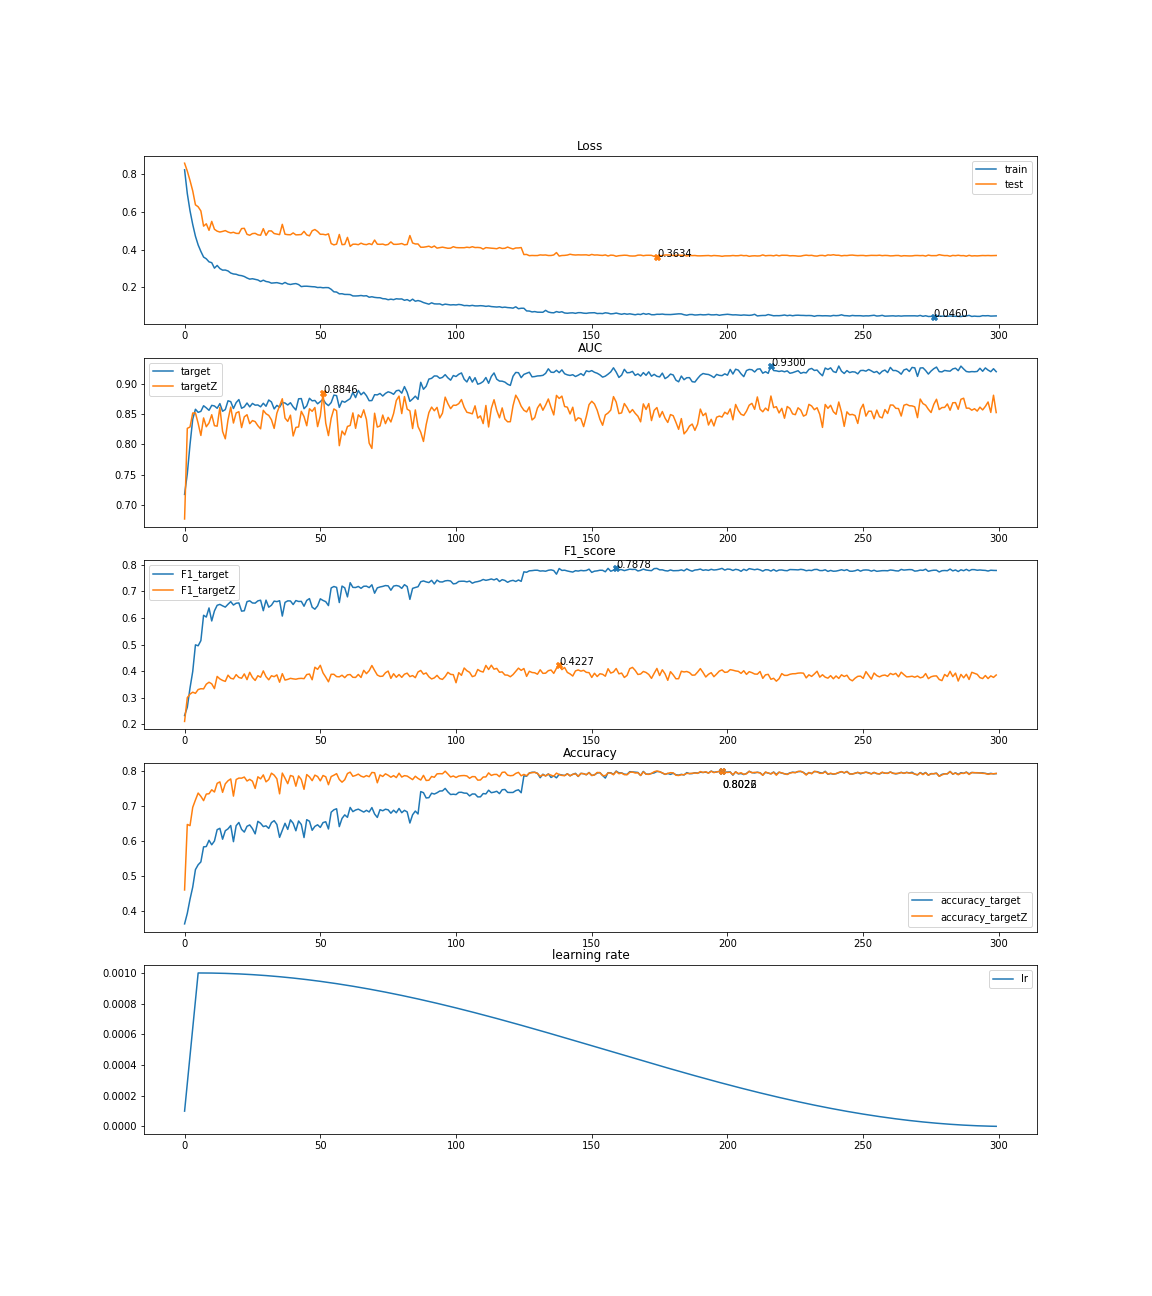 Loss
0.8
0.6
0.4
0.2
train
test
0.3634
0.0460
0 50 100 150 200 250 300
AUC
0.90
0.85
0.80
0.75
0.70
target
targetZ
0.8846
0.9300
0 50 100 150 200 250 300
F1_score
0.8
0.7
0.6
0.5
0.4
0.3
0.2
F1_target
F1_targetZ
0.7878
0.4227
0 50 100 150 200 250 300
Accuracy
0.8
0.7
0.6
0.5
0.4
accuracy_target
accuracy_targetZ
0 50 100 150 200 250 300
learning rate
0.0010
0.0008
0.0006
0.0004
0.0002
0.0000
lr
0 50 100 150 200 250 300